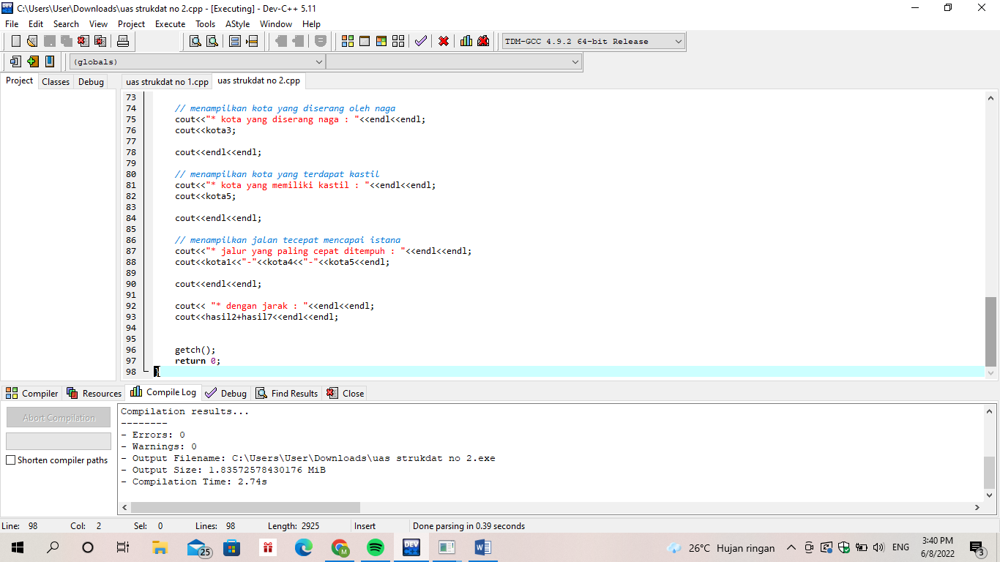 C:\Users\User\Downloads\uas strukdat no 2.cpp - [Executing] - Dev-C++ 5.11
File Edit Search View Project Execute Tools AStyle Window Help
TDM-GCC 4.9.2 64-bit Release
(globals)
Project Classes Debug
uas strukdat no 1.cpp uas strukdat no 2.cpp
73
74 // menampilkan kota yang diserang oleh naga
75 cout<<"* kota yang diserang naga : "<<endl<<endl;
76 cout<<kota3;
77
78 cout<<endl<<endl;
79
80 // menampilkan kota yang terdapat kastil
81 cout<<"* kota yang memiliki kastil : "<<endl<<endl;
82 cout<<kota5;
83
84 cout<<endl<<endl;
85
86 // menampilkan jalan tecepat mencapai istana
87 cout<<"* jalur yang paling cepat ditempuh : "<<endl<<endl;
88 cout<<kota1<<"-"<<kota4<<"-"<<kota5<<endl;
89
90 cout<<endl<<endl;
91
92 cout<< "* dengan jarak : "<<endl<<endl;
93 cout<<hasil2+hasil7<<endl<<endl;
94
95
96 getch();
97 return 0;
98 }
Compiler Resources Compile Log Debug Find Results Close
Abort Compilation
Shorten compiler paths
Compilation results...
--------
- Errors: 0
- Warnings: 0
- Output Filename: C:\Users\User\Downloads\uas strukdat no 2.exe
- Output Size: 1.83572578430176 MiB
- Compilation Time: 2.74s
Line: 98 Col: 2 Sel: 0 Lines: 98 Length: 2925 Insert Done parsing in 0.39 seconds
25
M
DEV
W
26°C Hujan ringan
ENG
3:40 PM
6/8/2022
3